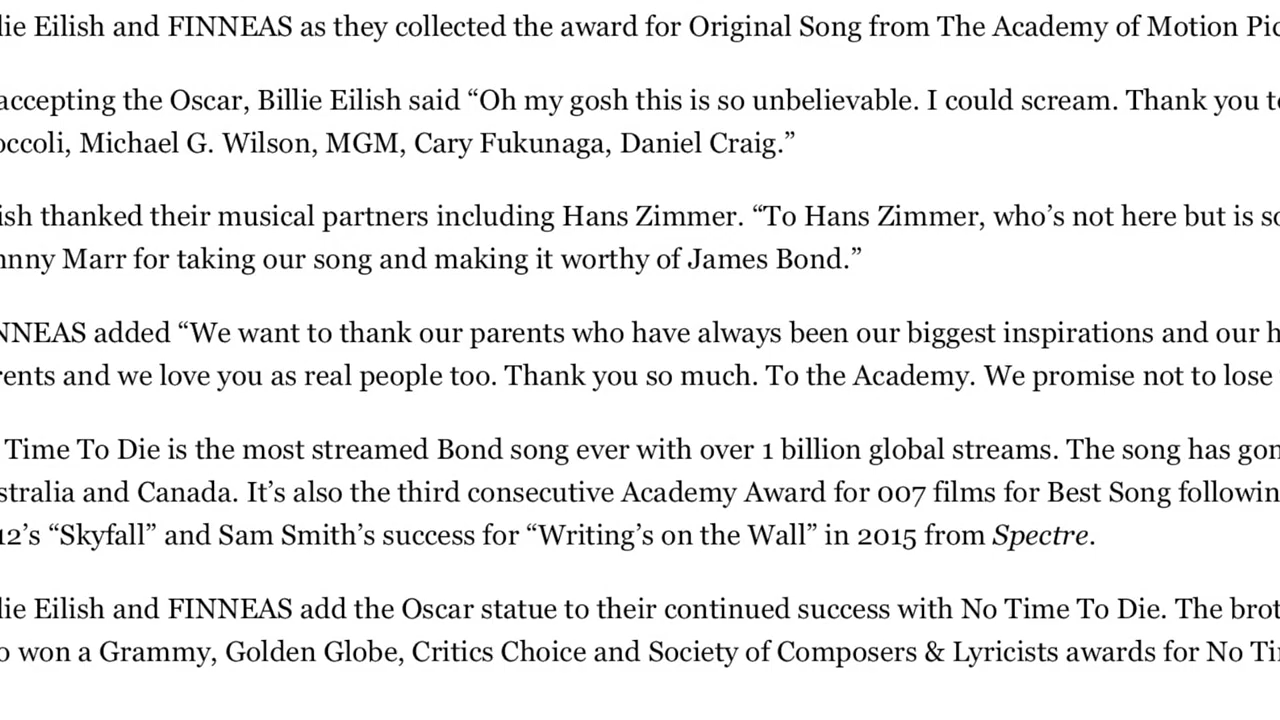 lie Eilish and FINNEAS as they collected the award for Original Song from The Academy of Motion Pic
accepting the Oscar, Billie Eilish said “Oh my gosh this is so unbelievable. I could scream. Thank you to
occoli, Michael G. Wilson, MGM, Cary Fukunaga, Daniel Craig.”
ish thanked their musical partners including Hans Zimmer. “To Hans Zimmer, who’s not here but is so
hnny Marr for taking our song and making it worthy of James Bond.”
NNEAS added “We want to thank our parents who have always been our biggest inspirations and our h
rents and we love you as real people too. Thank you so much. To the Academy. We promise not to lose
Time To Die is the most streamed Bond song ever with over 1 billion global streams. The song has gon
stralia and Canada. It’s also the third consecutive Academy Award for 007 films for Best Song followin
12’s “Skyfall” and Sam Smith’s success for “Writing’s on the Wall” in 2015 from Spectre.
lie Eilish and FINNEAS add the Oscar statue to their continued success with No Time To Die. The brot
o won a Grammy, Golden Globe, Critics Choice and Society of Composers & Lyricists awards for No Tin